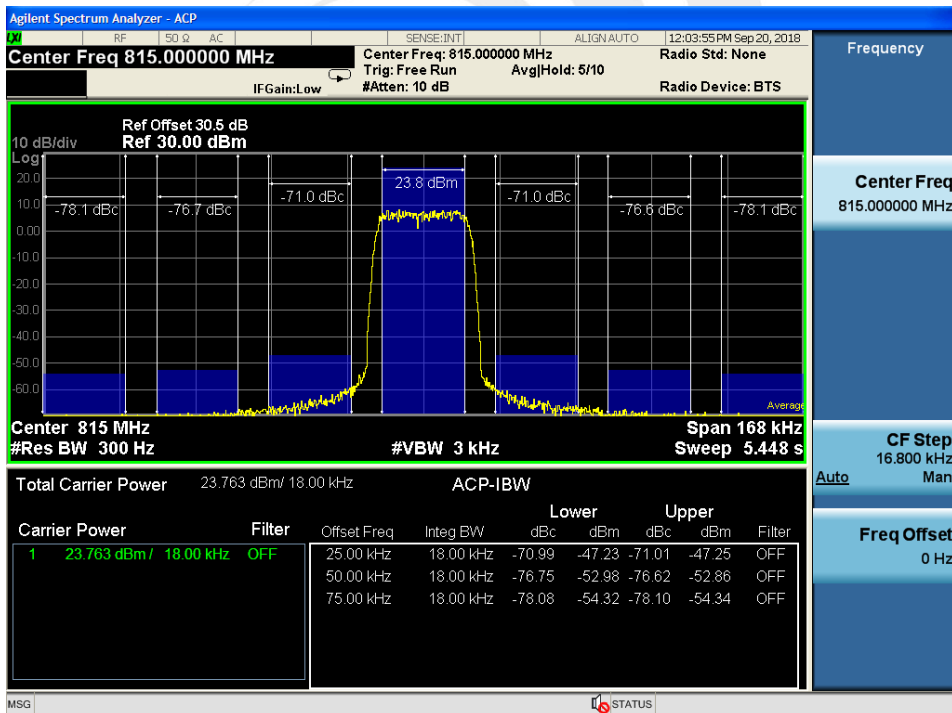 Agilent Spectrum Analyzer - ACP
LXI RF 50 Ω AC SENSE:INT ALIGN AUTO 12:03:55 PM Sep 20, 2018
Center Freq 815.000000 MHz
Center Freq: 815.000000 MHz Radio Std: None
Trig: Free Run Avg|Hold: 5/10
IFGain:Low #Atten: 10 dB Radio Device: BTS
Ref Offset 30.5 dB
10 dB/div Ref 30.00 dBm
Log
20.0
10.0
0.00
-10.0
-20.0
-30.0
-40.0
-50.0
-60.0
-78.1 dBc -76.7 dBc -71.0 dBc 23.8 dBm -71.0 dBc -76.6 dBc -78.1 dBc
Average
Center 815 MHz Span 168 kHz
#Res BW 300 Hz #VBW 3 kHz Sweep 5.448 s
Total Carrier Power 23.763 dBm/ 18.00 kHz ACP-IBW
Lower Upper
Carrier Power Filter Offset Freq Integ BW dBc dBm dBc dBm Filter
1 23.763 dBm / 18.00 kHz OFF 25.00 kHz 18.00 kHz -70.99 -47.23 -71.01 -47.25 OFF
50.00 kHz 18.00 kHz -76.75 -52.98 -76.62 -52.86 OFF
75.00 kHz 18.00 kHz -78.08 -54.32 -78.10 -54.34 OFF
MSG STATUS
Frequency
Center Freq
815.000000 MHz
CF Step
16.800 kHz
Auto Man
Freq Offset
0 Hz